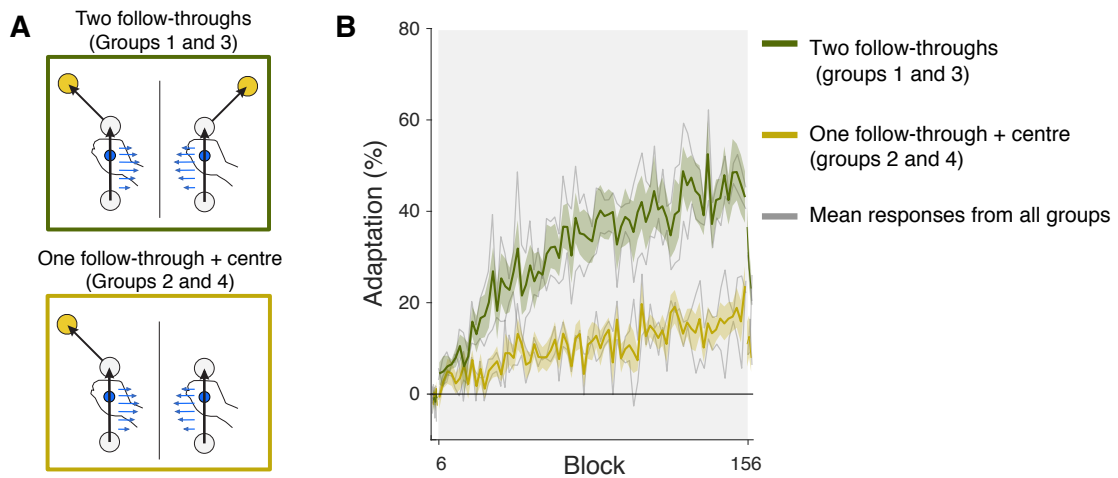 A
Two follow-throughs
(Groups 1 and 3)
One follow-through + centre
(Groups 2 and 4)
B
80
60
40
20
0
Adaptation (%)
6
Block
156
Two follow-throughs
(groups 1 and 3)
One follow-through + centre
(groups 2 and 4)
Mean responses from all groups